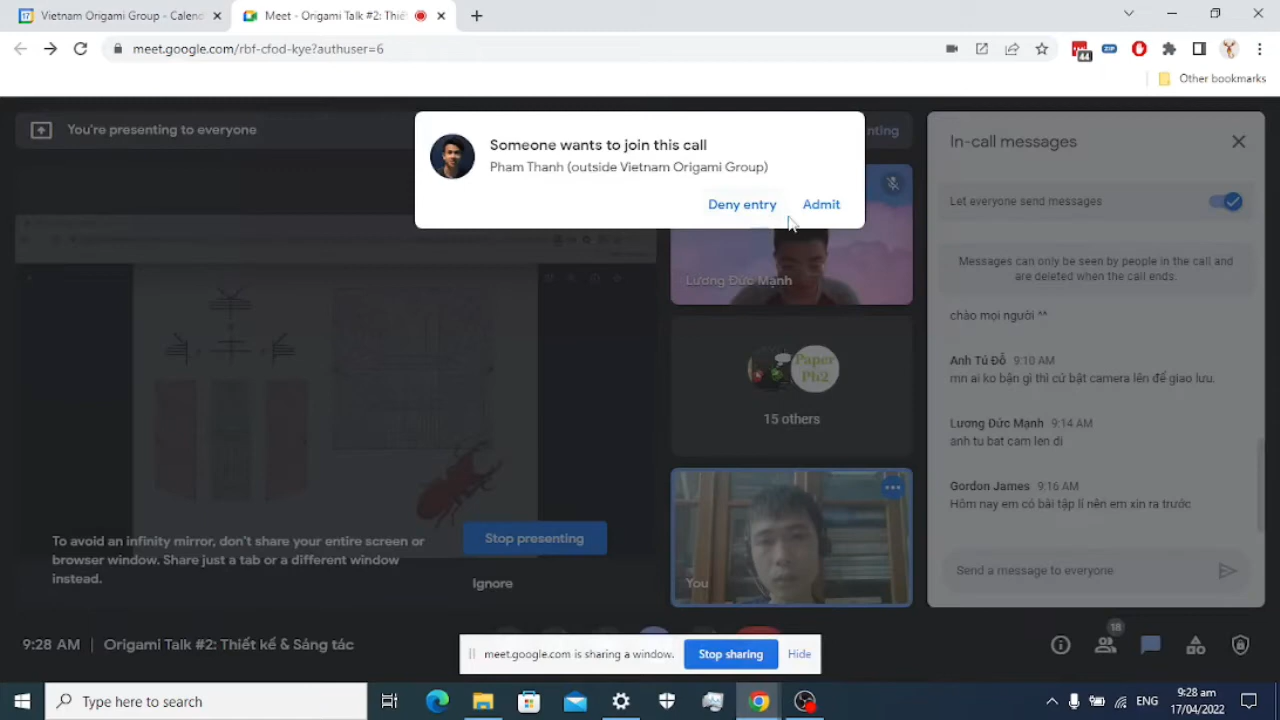 Vietnam Origami Group - Calend
Meet - Origami Talk #2: Thiế
meet.google.com/rbf-cfod-kye?authuser=6
44
ZIP
Other bookmarks
You're presenting to everyone
nting
Someone wants to join this call
Pham Thanh (outside Vietnam Origami Group)
Deny entry
Admit
Lương Đức Mạnh
Paper
Ph2
15 others
To avoid an infinity mirror, don't share your entire screen or
browser window. Share just a tab or a different window
instead.
Stop presenting
Ignore
You
In-call messages
Let everyone send messages
Messages can only be seen by people in the call and
are deleted when the call ends.
chào mọi người ^^
Anh Tú Đỗ 9:10 AM
mn ai ko bận gì thì cứ bật camera lên để giao lưu.
Lương Đức Mạnh 9:14 AM
anh tu bat cam len di
Gordon James 9:16 AM
Hôm nay em có bài tập lí nên em xin ra trước
Send a message to everyone
9:28 AM | Origami Talk #2: Thiết kế & Sáng tác
18
meet.google.com is sharing a window.
Stop sharing
Hide
Type here to search
ENG
9:28 am
17/04/2022